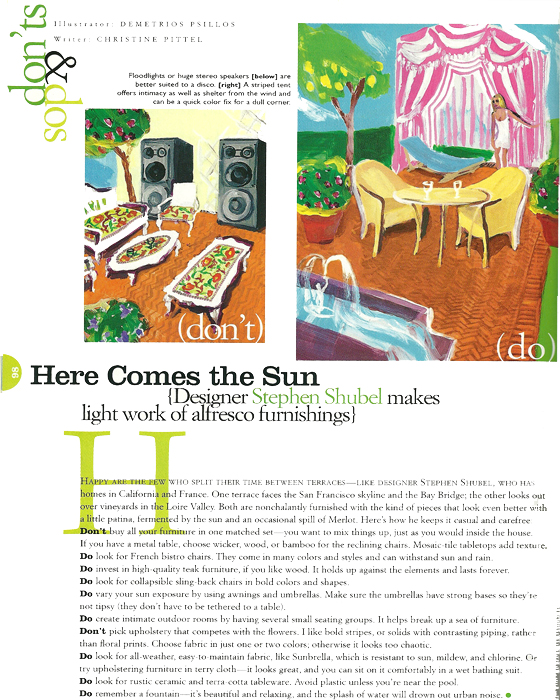 dos & don'ts
Illustrator: DEMETRIOS PSILLOS
Writer: CHRISTINE PITTEL
Floodlights or huge stereo speakers [below] are
better suited to a disco. [right] A striped tent
offers intimacy as well as shelter from the wind and
can be a quick color fix for a dull corner.
(don't)
(do)
98
Here Comes the Sun
{Designer Stephen Shubel makes
light work of alfresco furnishings}
HAPPY ARE THE FEW WHO SPLIT THEIR TIME BETWEEN TERRACES—LIKE DESIGNER STEPHEN SHUBEL, WHO HAS
homes in California and France. One terrace faces the San Francisco skyline and the Bay Bridge; the other looks out
over vineyards in the Loire Valley. Both are nonchalantly furnished with the kind of pieces that look even better with
a little patina, fermented by the sun and an occasional spill of Merlot. Here's how he keeps it casual and carefree.
Don't buy all your furniture in one matched set—you want to mix things up, just as you would inside the house.
If you have a metal table, choose wicker, wood, or bamboo for the reclining chairs. Mosaic-tile tabletops add texture.
Do look for French bistro chairs. They come in many colors and styles and can withstand sun and rain.
Do invest in high-quality teak furniture, if you like wood. It holds up against the elements and lasts forever.
Do look for collapsible sling-back chairs in bold colors and shapes.
Do vary your sun exposure by using awnings and umbrellas. Make sure the umbrellas have strong bases so they're
not tipsy (they don't have to be tethered to a table).
Do create intimate outdoor rooms by having several small seating groups. It helps break up a sea of furniture.
Don't pick upholstery that competes with the flowers. I like bold stripes, or solids with contrasting piping, rather
than floral prints. Choose fabric in just one or two colors; otherwise it looks too chaotic.
Do look for all-weather, easy-to-maintain fabric, like Sunbrella, which is resistant to sun, mildew, and chlorine. Or
try upholstering furniture in terry cloth—it looks great, and you can sit on it comfortably in a wet bathing suit.
Do look for rustic ceramic and terra-cotta tableware. Avoid plastic unless you're near the pool.
Do remember a fountain—it's beautiful and relaxing, and the splash of water will drown out urban noise.